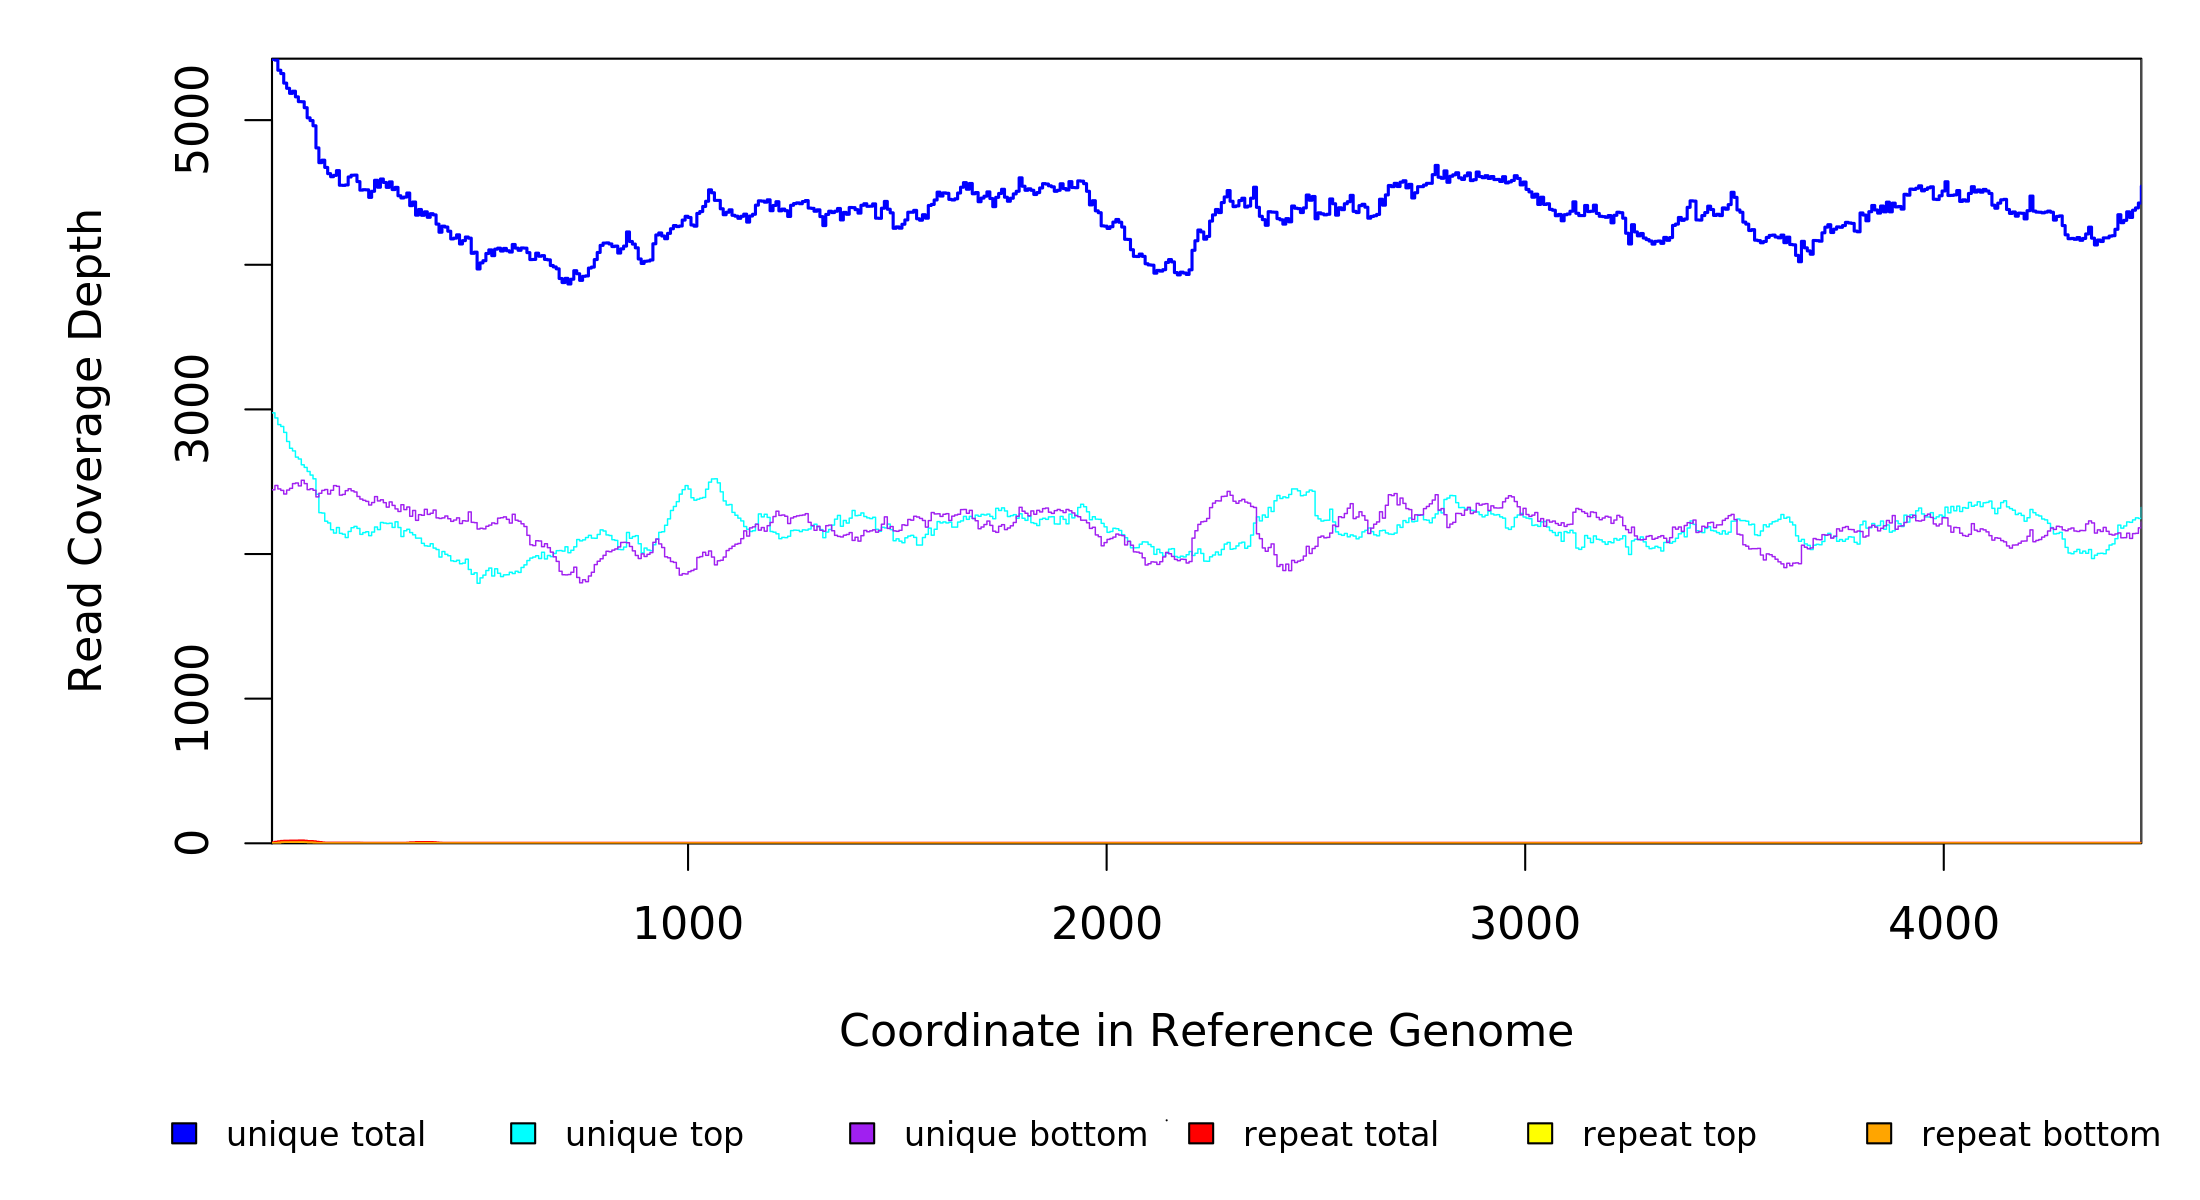 5000
3000
1000
0
Read Coverage Depth
1000 2000 3000 4000
Coordinate in Reference Genome
unique total unique top unique bottom repeat total repeat top repeat bottom